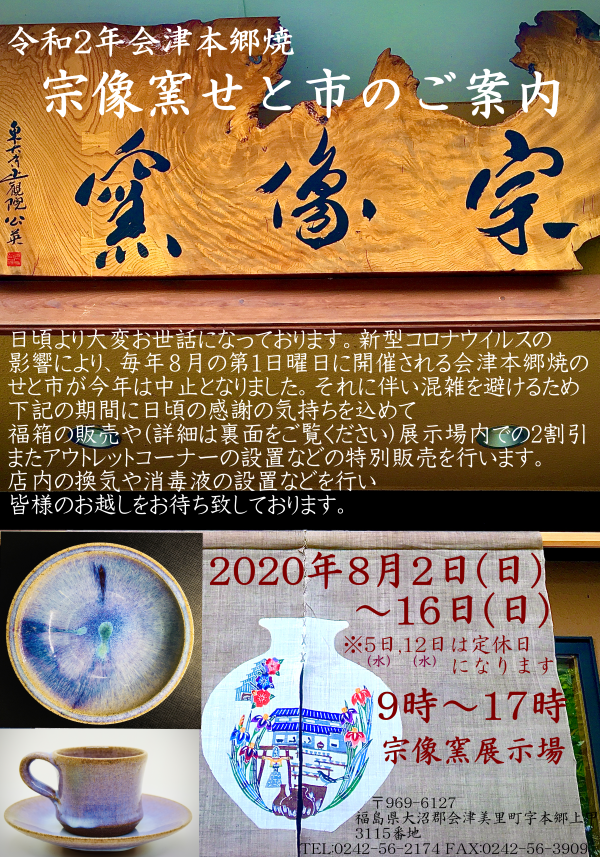 令和2年会津本郷焼
宗像窯せと市のご案内
宗像窯
日頃より大変お世話になっております。新型コロナウイルスの
影響により、毎年8月の第1日曜日に開催される会津本郷焼の
せと市が今年は中止となりました。それに伴い混雑を避けるため
下記の期間に日頃の感謝の気持ちを込めて
福箱の販売や(詳細は裏面をご覧ください)展示場内での2割引
またアウトレットコーナーの設置などの特別販売を行います。
店内の換気や消毒液の設置などを行い
皆様のお越しをお待ち致しております。
2020年8月2日(日)
～16日(日)
※5日,12日は定休日
(水) (水) になります
9時～17時
宗像窯展示場
〒969-6127
福島県大沼郡会津美里町字本郷上甲
3115番地
TEL:0242-56-2174 FAX:0242-56-3909